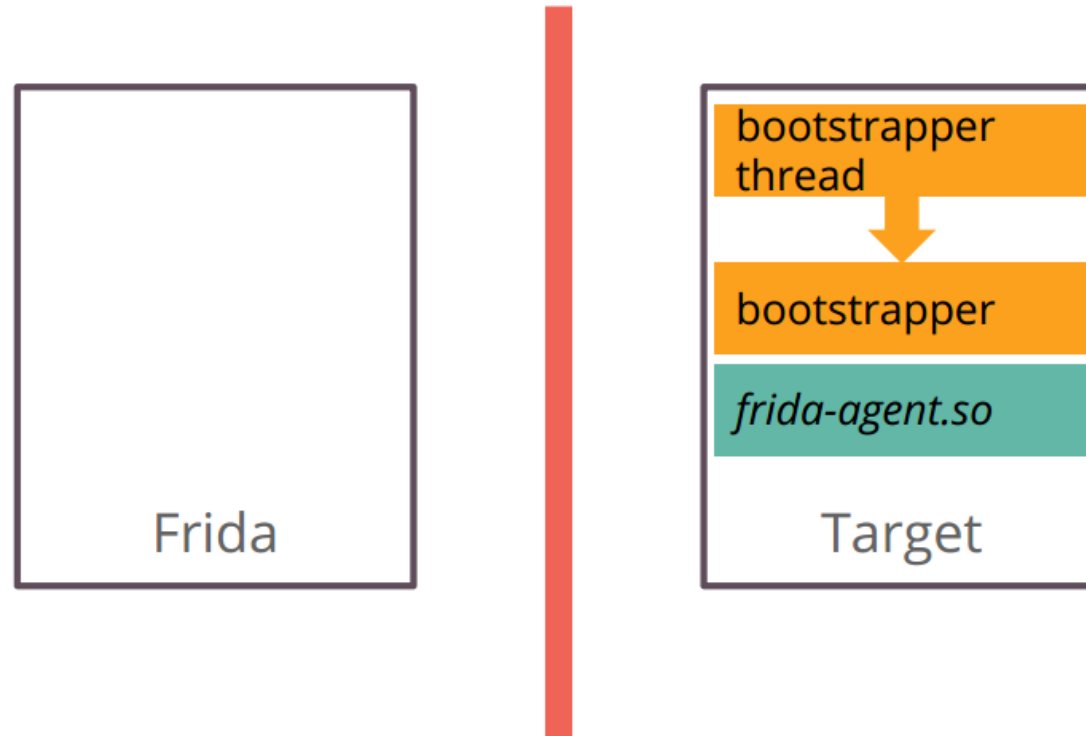 bootstrapper
thread
bootstrapper
frida-agent.so
Frida
Target